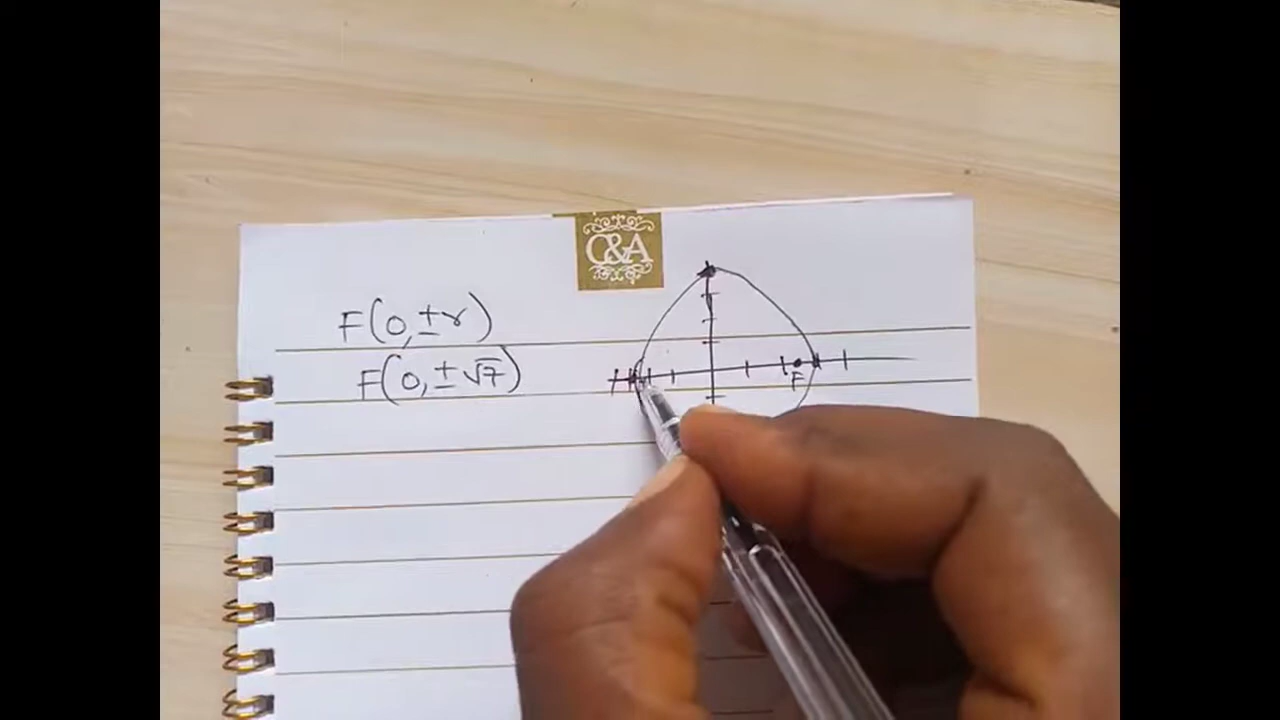 C&A
F(0, ±r)
F(0, ±√7)
F